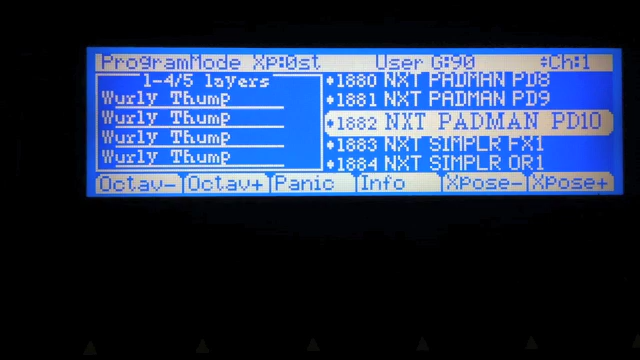 ProgramMode Xp:0st User G:90 Ch:1
1-4/5 layers
Wurly Thump
Wurly Thump
Wurly Thump
Wurly Thump
1880 NXT PADMAN PD8
1881 NXT PADMAN PD9
1882 NXT PADMAN PD10
1883 NXT SIMPLR FX1
1884 NXT SIMPLR OR1
Octav- Octav+ Panic Info Xpose- Xpose+